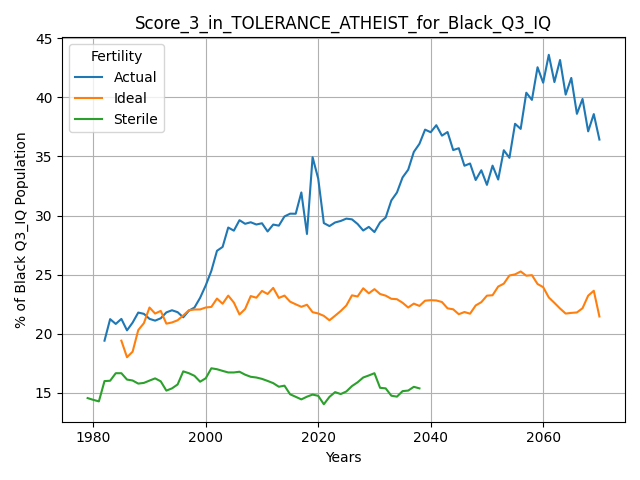 Score_3_in_TOLERANCE_ATHEIST_for_Black_Q3_IQ
Fertility
Actual
Ideal
Sterile
45
40
35
30
25
20
15
% of Black Q3_IQ Population
1980
2000
2020
2040
2060
Years